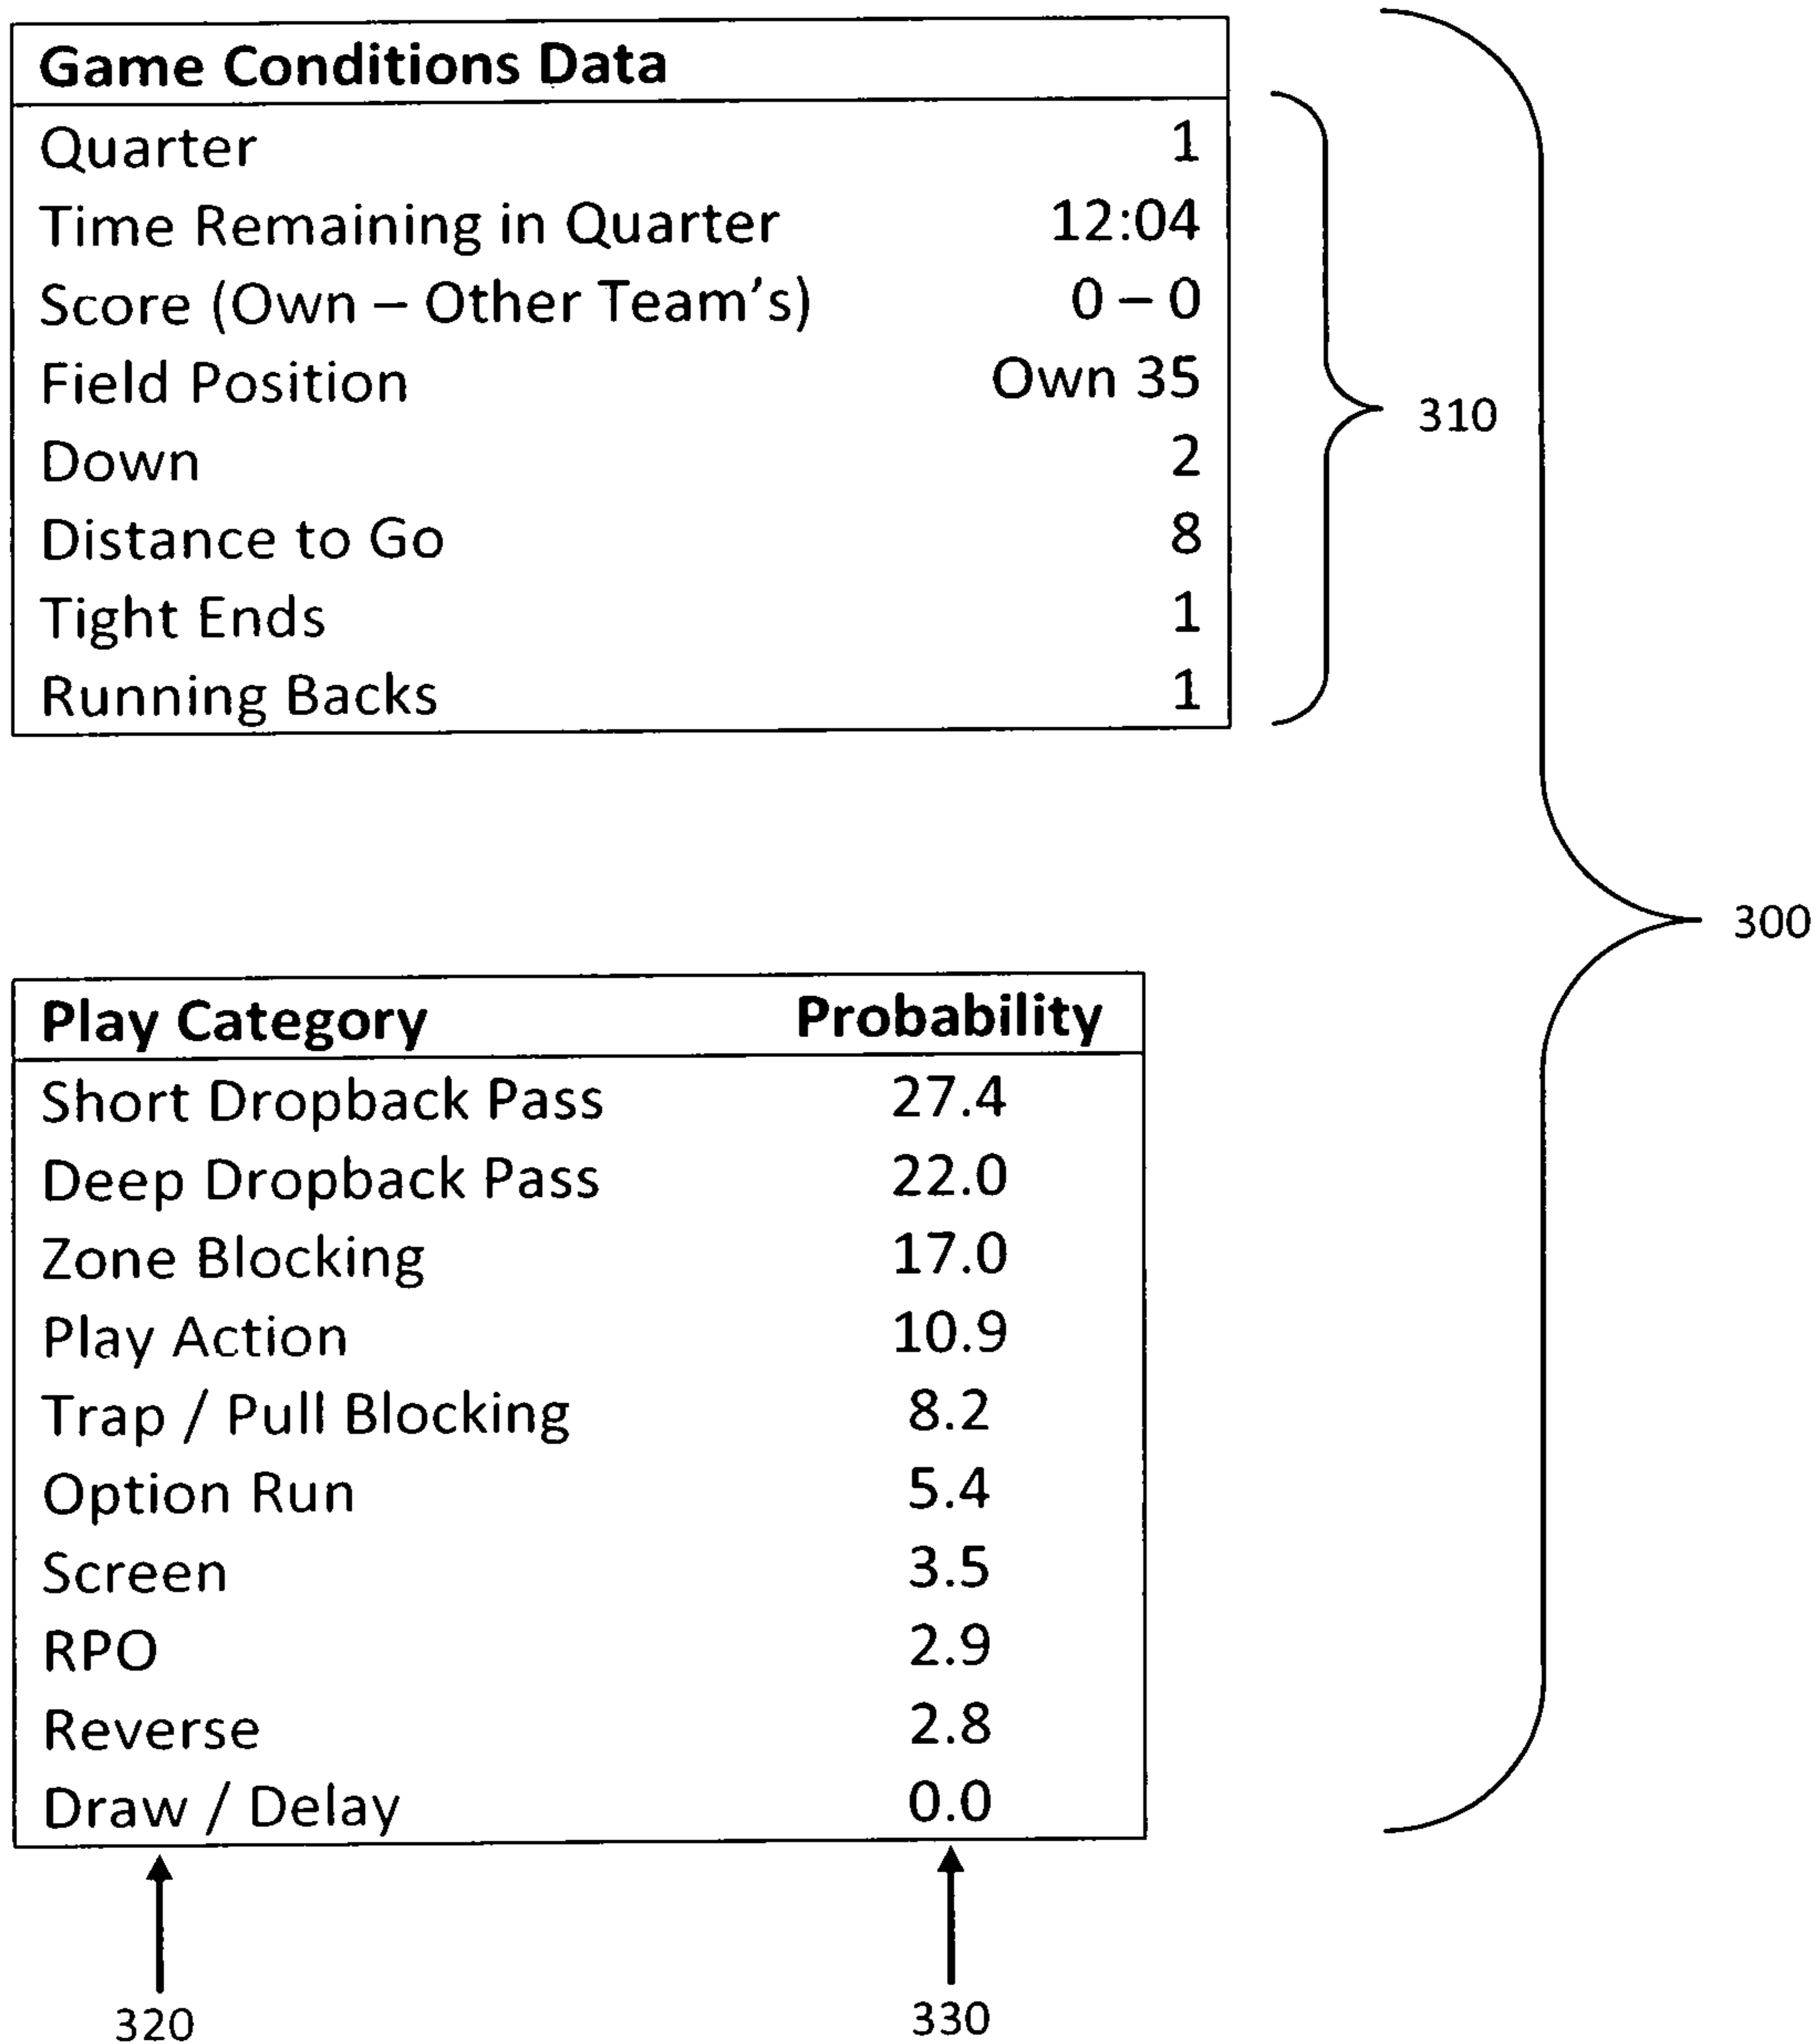 Game Conditions Data
Quarter 1
Time Remaining in Quarter 12:04
Score (Own – Other Team's) 0 – 0
Field Position Own 35
Down 2
Distance to Go 8
Tight Ends 1
Running Backs 1
310
300
Play Category Probability
Short Dropback Pass 27.4
Deep Dropback Pass 22.0
Zone Blocking 17.0
Play Action 10.9
Trap / Pull Blocking 8.2
Option Run 5.4
Screen 3.5
RPO 2.9
Reverse 2.8
Draw / Delay 0.0
320 330